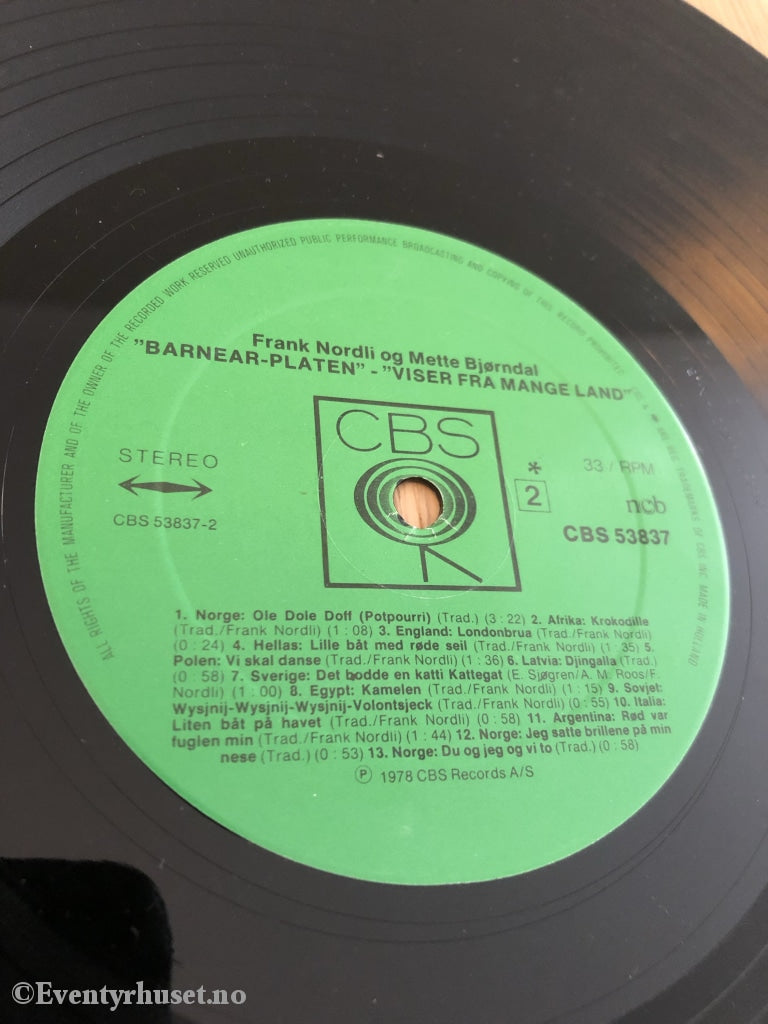 ALL RIGHTS OF THE MANUFACTURER AND OF THE OWNER OF THE RECORDED WORK RESERVED UNAUTHORIZED PUBLIC PERFORMANCE BROADCASTING AND COPYING OF THIS RECORD PROHIBITED
TRADEMARKS OF CBS INC. MADE IN HOLLAND
Frank Nordli og Mette Bjørndal
"BARNEAR-PLATEN" - "VISER FRA MANGE LAND"
CBS
STEREO
CBS 53837-2
*
2
33 / RPM
ncb
CBS 53837
1. Norge: Ole Dole Doff (Potpourri) (Trad.) (3 : 22) 2. Afrika: Krokodille
(Trad./Frank Nordli) (1 : 08) 3. England: Londonbrua (Trad./Frank Nordli)
(0 : 24) 4. Hellas: Lille båt med røde seil (Trad./Frank Nordli) (1 : 35) 5.
Polen: Vi skal danse (Trad./Frank Nordli) (1 : 36) 6. Latvia: Djingalla (Trad.)
(0 : 58) 7. Sverige: Det bodde en katti Kattegat (E. Sjøgren/A. M. Roos/F.
Nordli) (1 : 00) 8. Egypt: Kamelen (Trad./Frank Nordli) (1 : 15) 9. Sovjet:
Wysjnij-Wysjnij-Wysjnij-Volontsjeck (Trad./Frank Nordli) (0 : 55) 10. Italia:
Liten båt på havet (Trad./Frank Nordli) (0 : 58) 11. Argentina: Rød var
fuglen min (Trad./Frank Nordli) (1 : 44) 12. Norge: Jeg satte brillene på min
nese (Trad.) (0 : 53) 13. Norge: Du og jeg og vi to (Trad.) (0 : 58)
Ⓟ 1978 CBS Records A/S
©Eventyrhuset.no